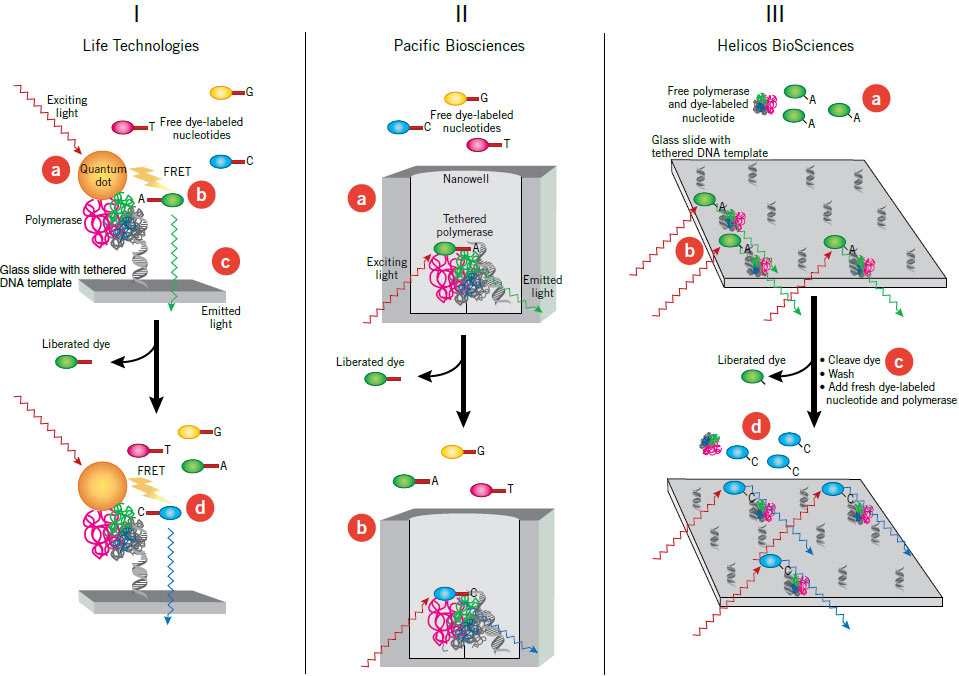 I
Life Technologies
Exciting
light
G
T
Free dye-labeled
nucleotides
C
a
Quantum
dot
FRET
A
b
Polymerase
c
Glass slide with tethered
DNA template
Emitted
light
Liberated dye
G
T
A
FRET
C
d
II
Pacific Biosciences
G
Free dye-labeled
nucleotides
C
T
a
Nanowell
Tethered
polymerase
A
Exciting
light
Emitted
light
Liberated dye
G
A
T
b
C
III
Helicos BioSciences
Free polymerase
and dye-labeled
nucleotide
A
A
A
a
Glass slide with
tethered DNA template
A
b
A
A
Liberated dye
• Cleave dye
c
• Wash
• Add fresh dye-labeled
nucleotide and polymerase
d
C
C
C
C
C
C